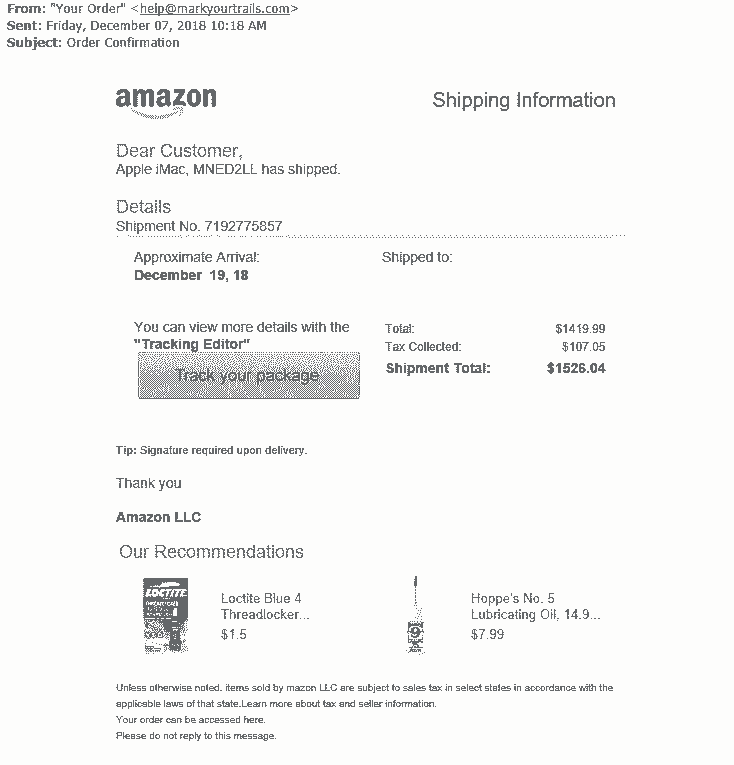 From: "Your Order" <help@markyourtrails.com>
Sent: Friday, December 07, 2018 10:18 AM
Subject: Order Confirmation
amazon
Shipping Information
Dear Customer,
Apple iMac, MNED2LL has shipped.
Details
Shipment No. 7192775857
Approximate Arrival:
December 19, 18
Shipped to:
You can view more details with the
"Tracking Editor"
Track your package
Total: $1419.99
Tax Collected: $107.05
Shipment Total: $1526.04
Tip: Signature required upon delivery.
Thank you
Amazon LLC
Our Recommendations
LOCTITE
Loctite Blue 4
Threadlocker...
$1.5
Hoppe's No. 5
Lubricating Oil, 14.9...
$7.99
Unless otherwise noted, items sold by mazon LLC are subject to sales tax in select states in accordance with the
applicable laws of that state.Learn more about tax and seller information.
Your order can be accessed here.
Please do not reply to this message.